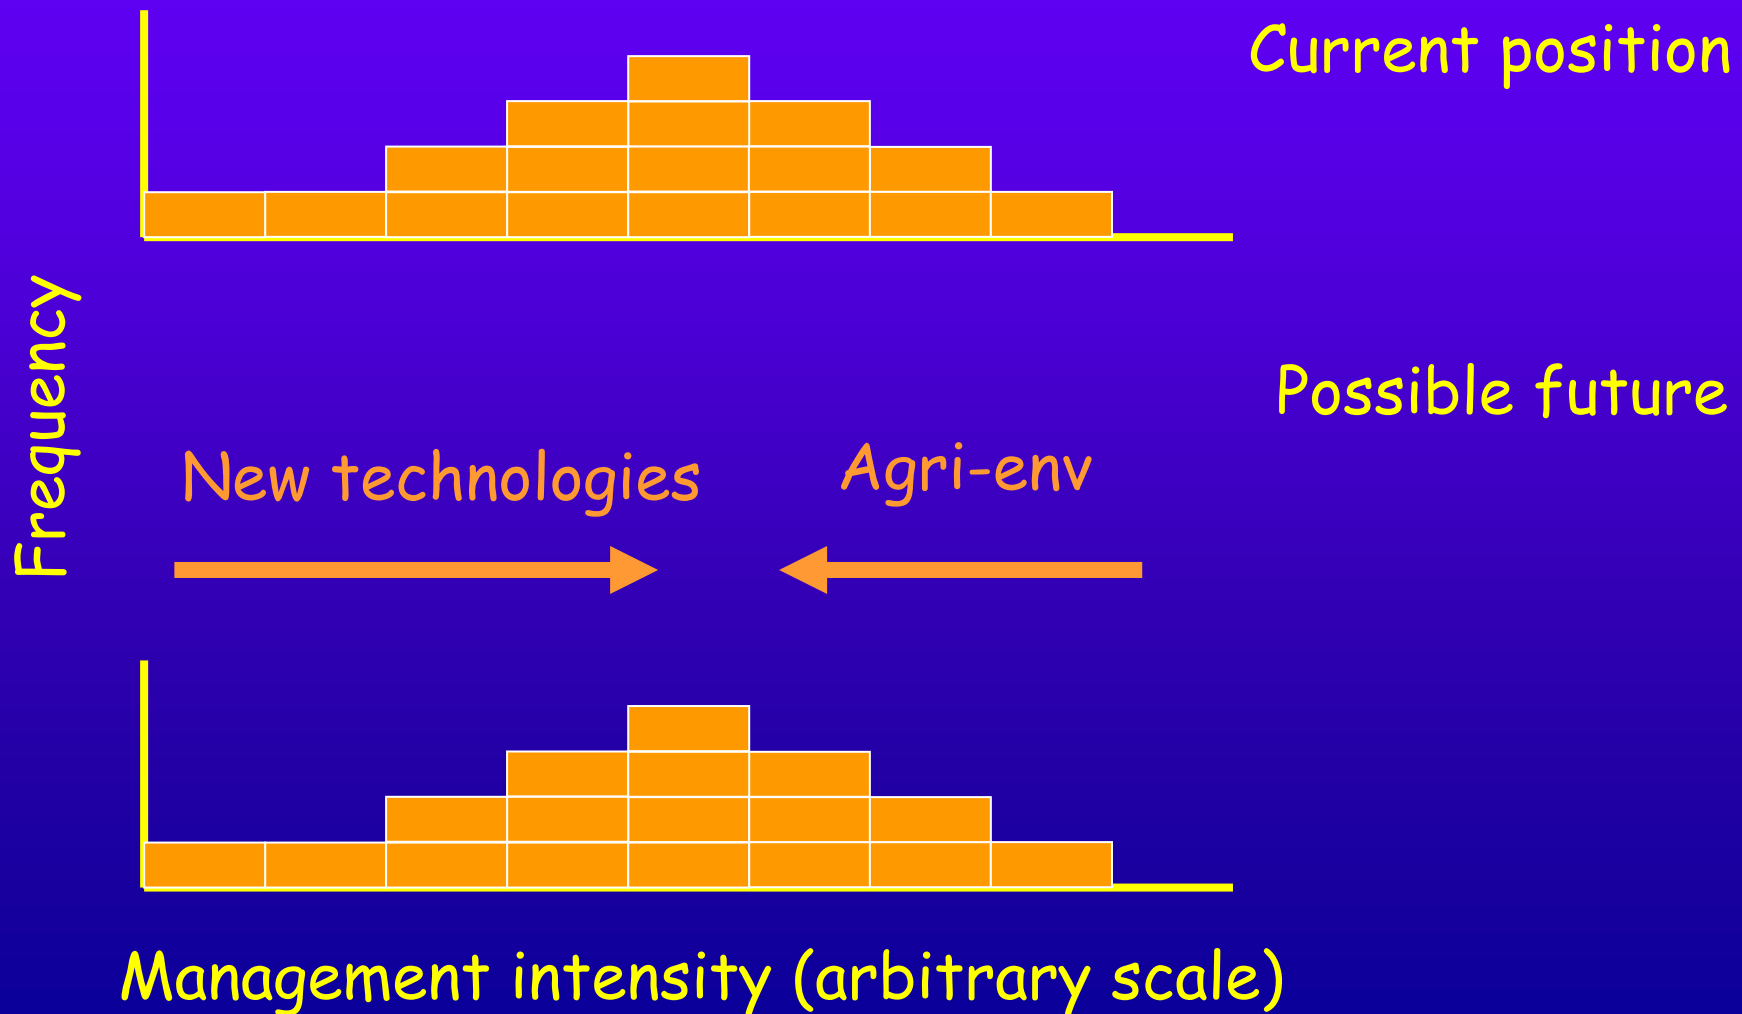 Current position
Frequency
Possible future
New technologies
Agri-env
Management intensity (arbitrary scale)